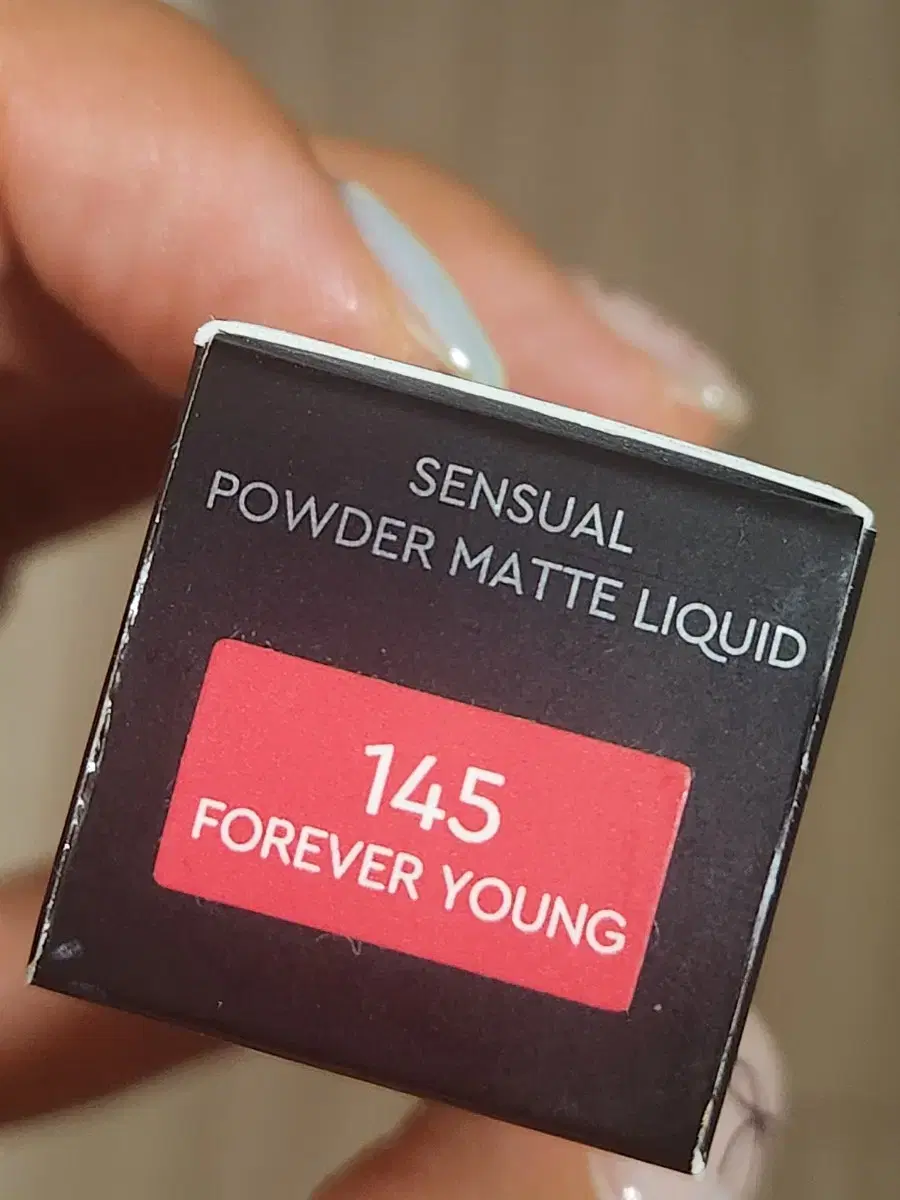 SENSUAL
POWDER MATTE LIQUID
145
FOREVER YOUNG